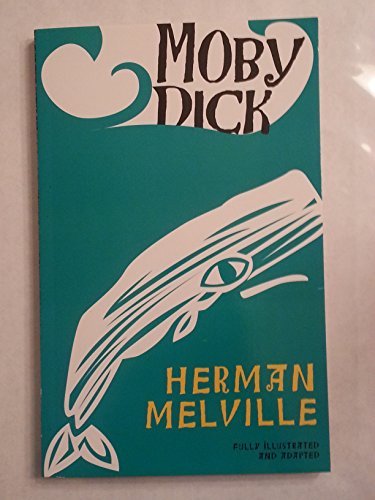 MOBY
DICK
HERMAN
MELVILLE
FULLY ILLUSTRATED
AND ADAPTED